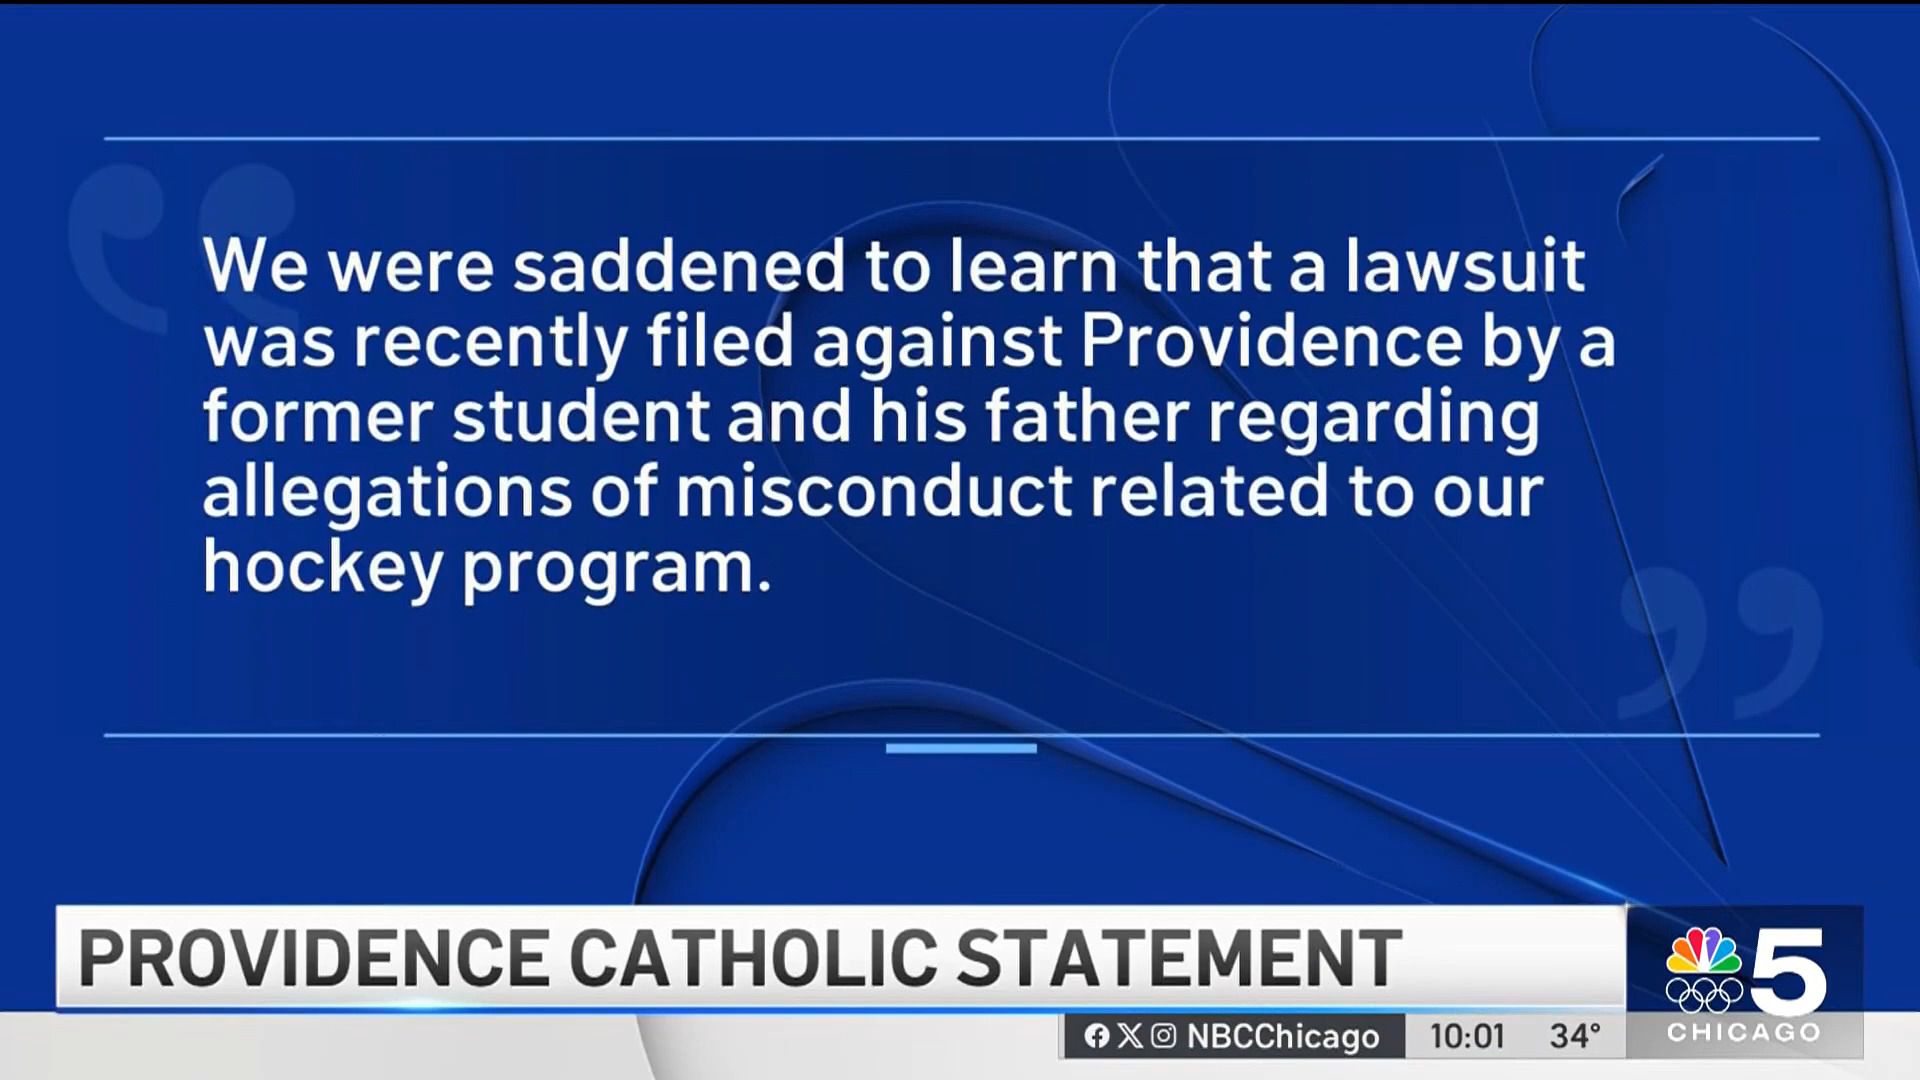 We were saddened to learn that a lawsuit
was recently filed against Providence by a
former student and his father regarding
allegations of misconduct related to our
hockey program.
PROVIDENCE CATHOLIC STATEMENT
5
CHICAGO
NBCChicago 10:01 34°